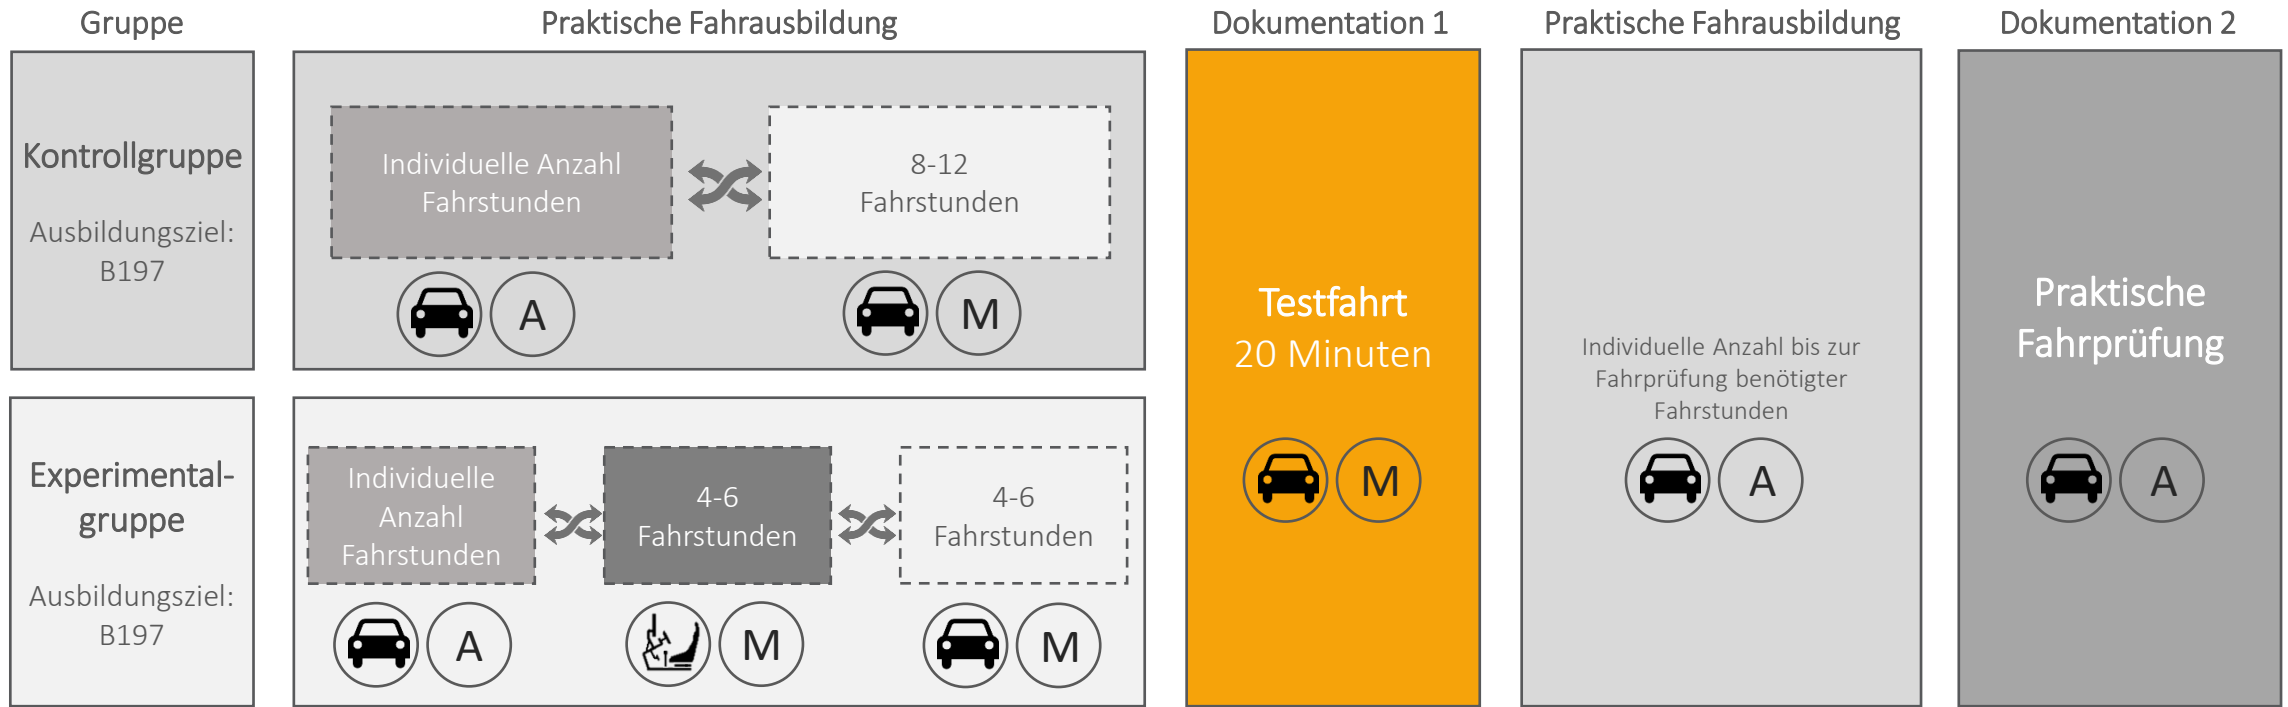 Gruppe
Praktische Fahrausbildung
Dokumentation 1
Praktische Fahrausbildung
Dokumentation 2
Kontrollgruppe
Ausbildungsziel:
B197
Individuelle Anzahl
Fahrstunden
A
8-12
Fahrstunden
M
Experimental-
gruppe
Ausbildungsziel:
B197
Individuelle
Anzahl
Fahrstunden
A
4-6
Fahrstunden
M
4-6
Fahrstunden
M
Testfahrt
20 Minuten
M
Individuelle Anzahl bis zur
Fahrprüfung benötigter
Fahrstunden
A
Praktische
Fahrprüfung
A